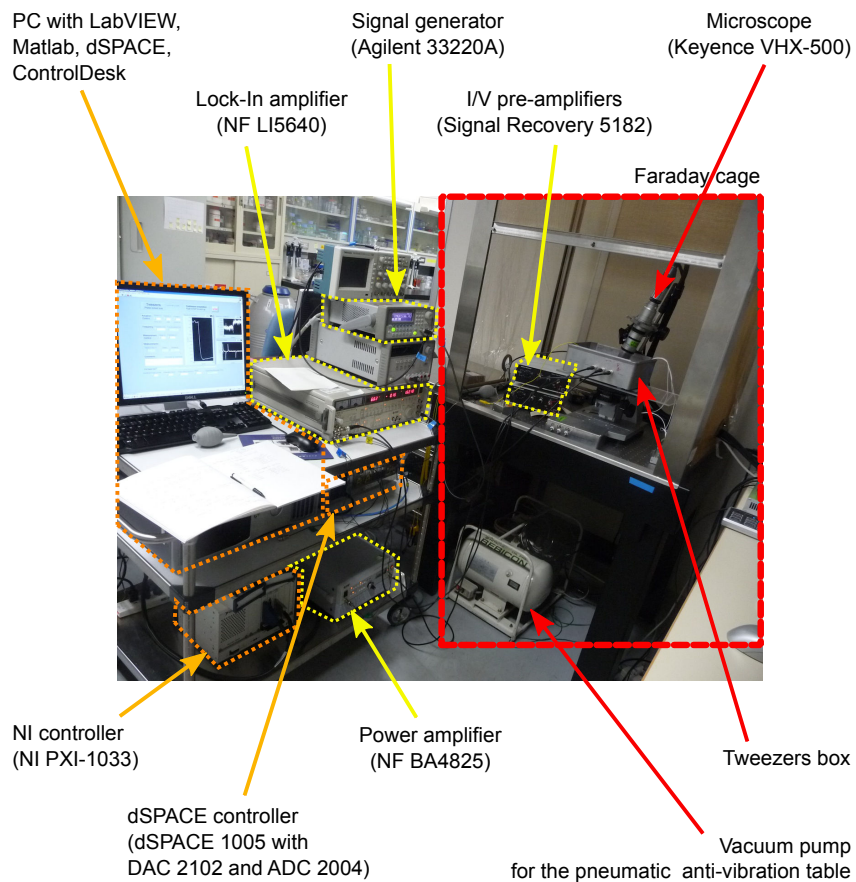 PC with LabVIEW,
Matlab, dSPACE,
ControlDesk
Signal generator
(Agilent 33220A)
Microscope
(Keyence VHX-500)
Lock-In amplifier
(NF LI5640)
I/V pre-amplifiers
(Signal Recovery 5182)
Faraday cage
DELL
BEBICON
NI controller
(NI PXI-1033)
Power amplifier
(NF BA4825)
Tweezers box
dSPACE controller
(dSPACE 1005 with
DAC 2102 and ADC 2004)
Vacuum pump
for the pneumatic anti-vibration table